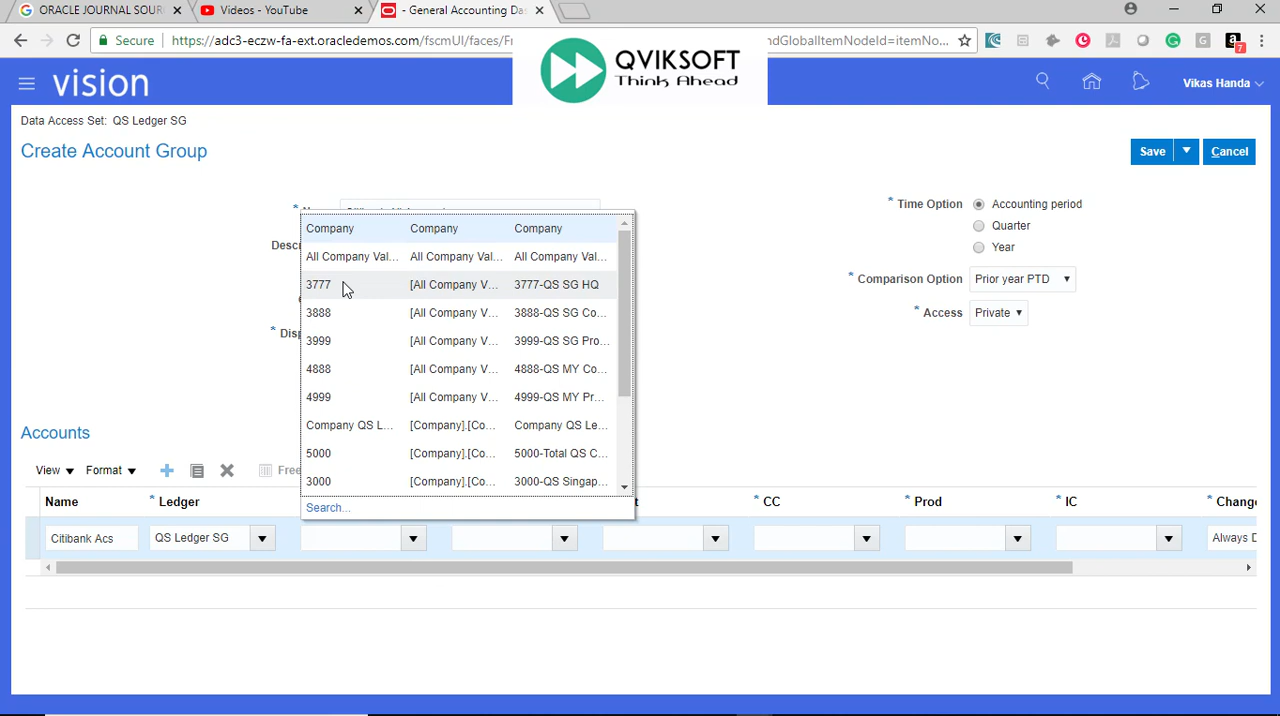 ORACLE JOURNAL SOUR
Videos - YouTube
- General Accounting Das
Secure
https://adc3-eczw-fa-ext.oracledemos.com/fscmUI/faces/F
ndGlobalItemNodeId=itemNo...
7
QVIKSOFT
Think Ahead
vision
Vikas Handa
Data Access Set: QS Ledger SG
Create Account Group
Save
Cancel
* Time Option
Accounting period
Quarter
Year
* Comparison Option
Prior year PTD
* Access
Private
Descri
* Disp
Company Company Company
All Company Val... All Company Val... All Company Val...
3777 [All Company V... 3777-QS SG HQ
3888 [All Company V... 3888-QS SG Co...
3999 [All Company V... 3999-QS SG Pro...
4888 [All Company V... 4888-QS MY Co...
4999 [All Company V... 4999-QS MY Pr...
Company QS L... [Company].[Co... Company QS Le...
5000 [Company].[Co... 5000-Total QS C...
3000 [Company].[Co... 3000-QS Singap...
Search...
Accounts
View Format Free
Name * Ledger t * CC * Prod * IC * Change
Citibank Acs QS Ledger SG Always D